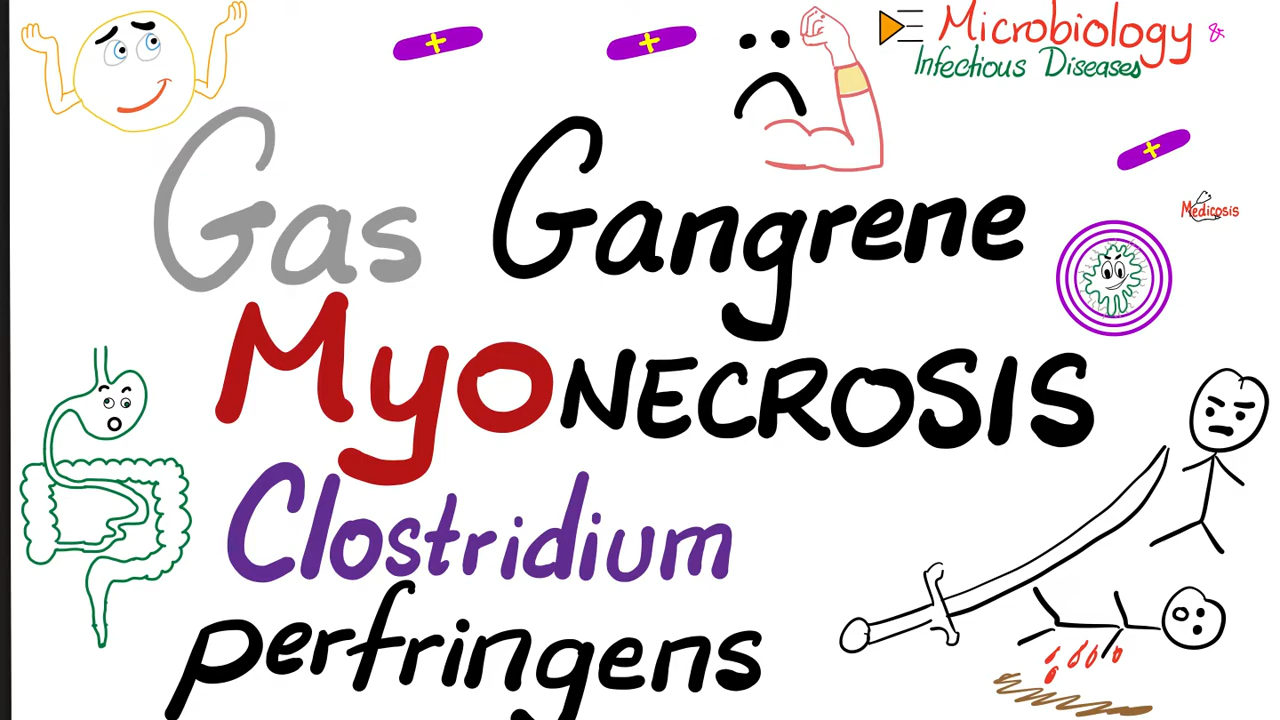 Microbiology &
Infectious Diseases
Gas Gangrene
Medicosis
MyoNECROSIS
Clostridium
perfringens